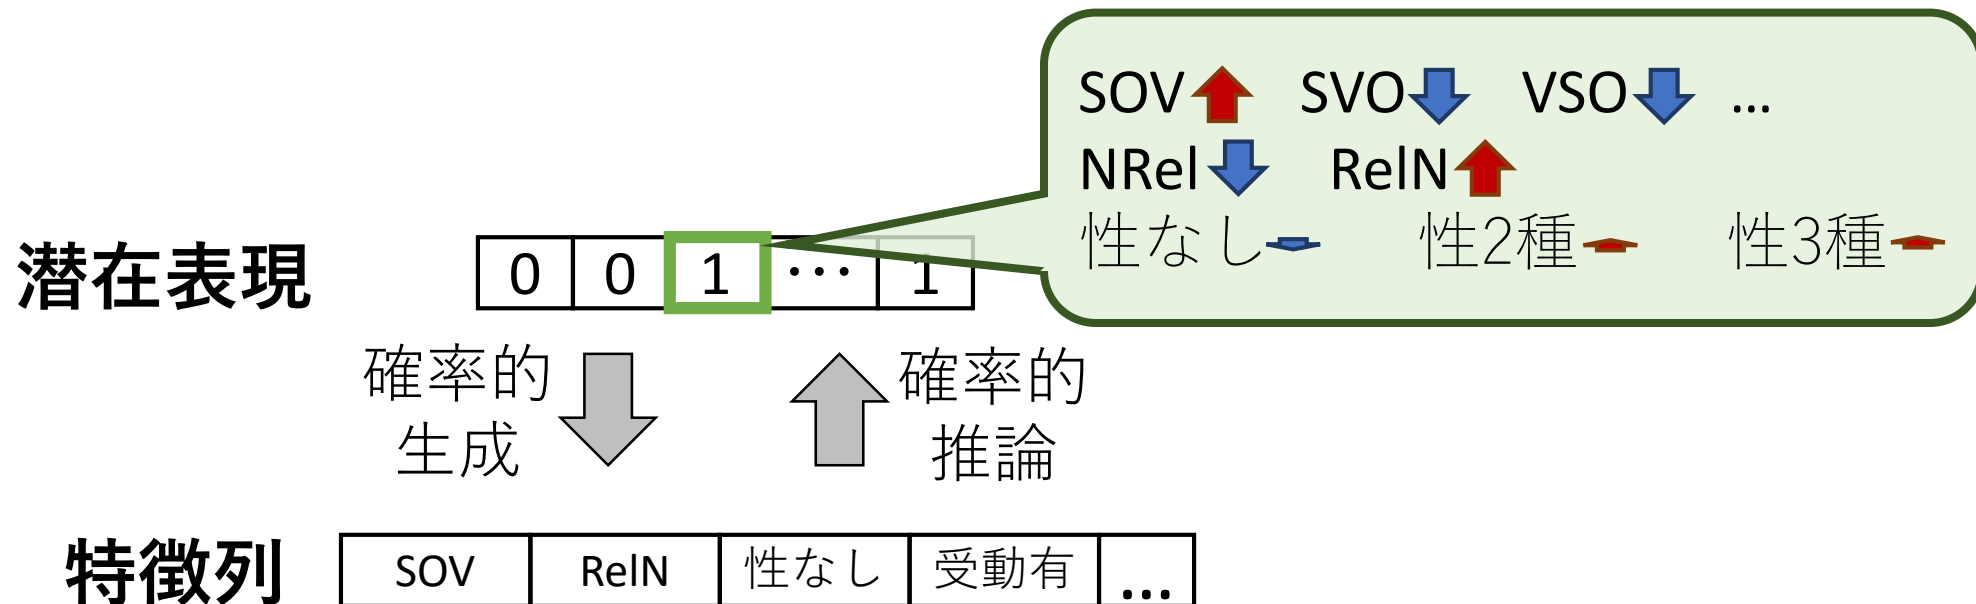 SOV SVO VSO …
NRel RelN
性なし 性2種 性3種
潜在表現 0 0 1 … 1
確率的
生成
確率的
推論
特徴列 SOV RelN 性なし 受動有 …